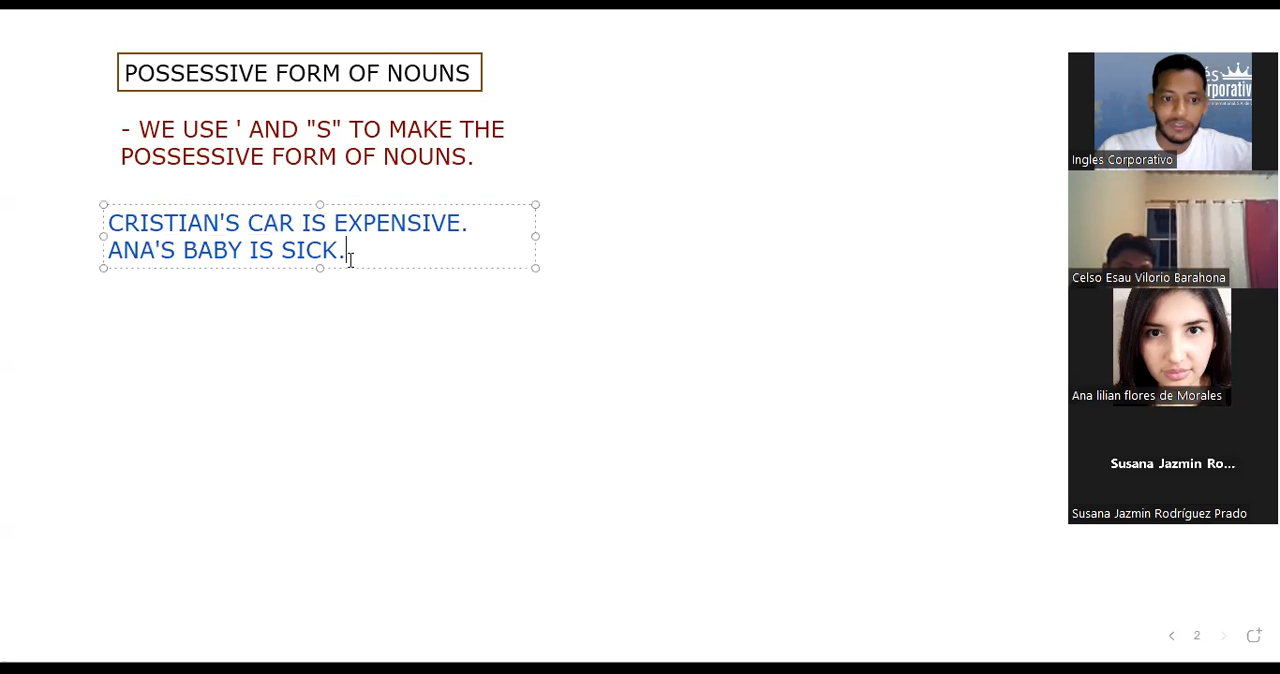 POSSESSIVE FORM OF NOUNS
- WE USE ' AND "S" TO MAKE THE
POSSESSIVE FORM OF NOUNS.
CRISTIAN'S CAR IS EXPENSIVE.
ANA'S BABY IS SICK.
Ingles Corporativo
Celso Esau Vilorio Barahona
Ana lilian flores de Morales
Susana Jazmin Ro...
Susana Jazmin Rodríguez Prado
2